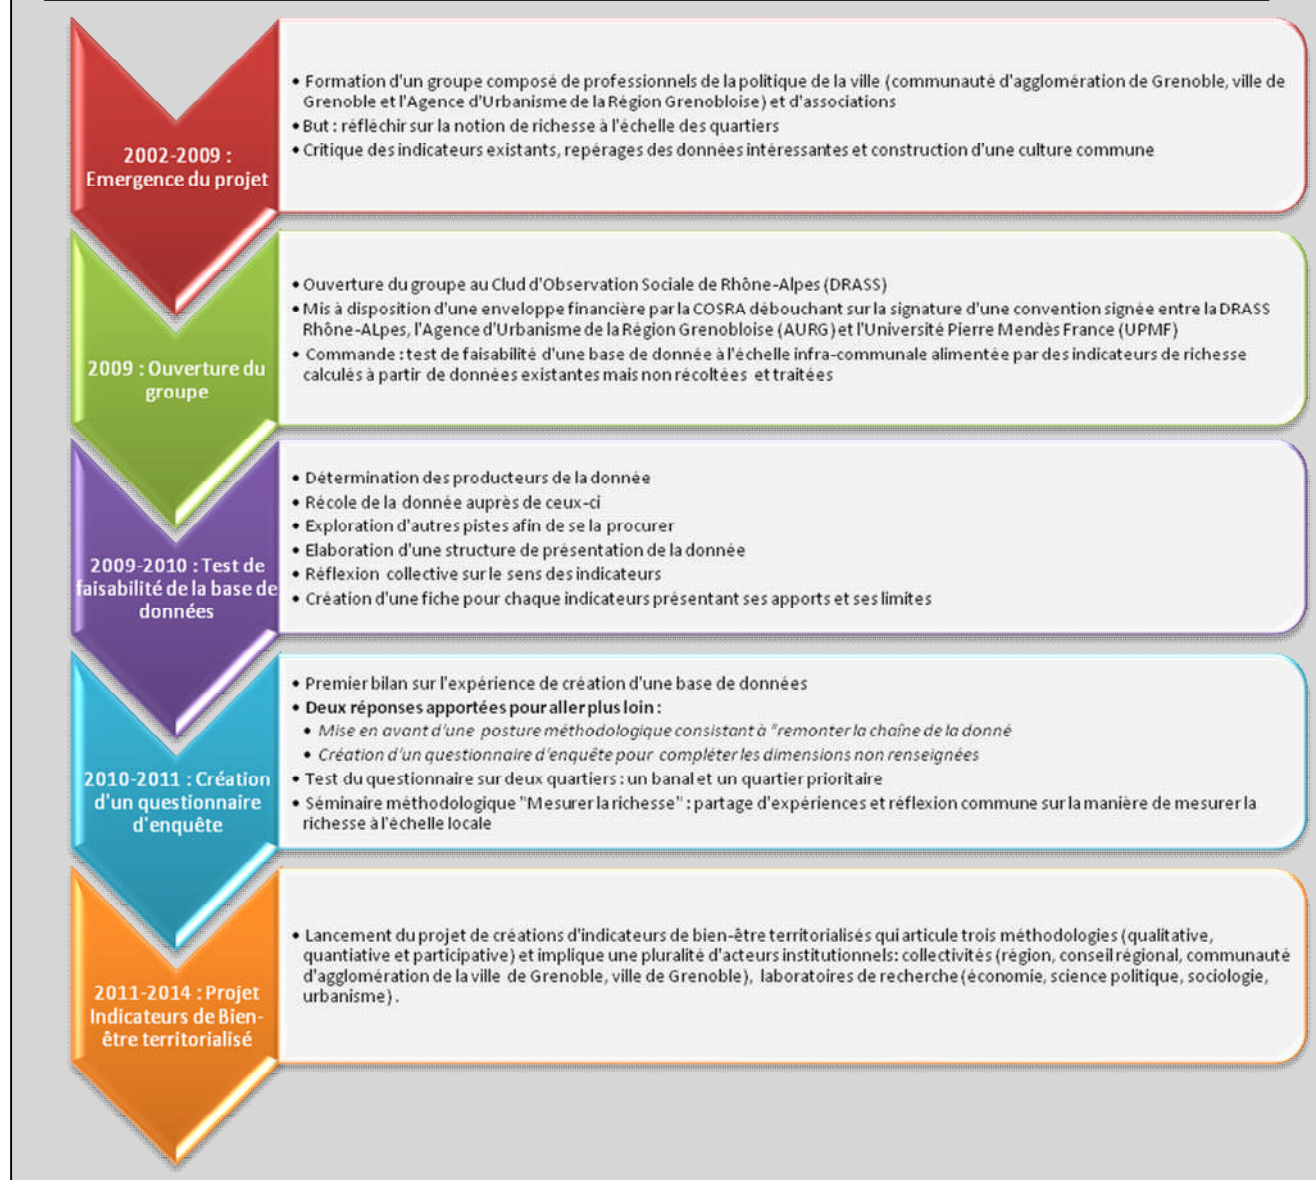 2002-2009 :
Emergence du projet
• Formation d'un groupe composé de professionnels de la politique de la ville (communauté d'agglomération de Grenoble, ville de
Grenoble et l'Agence d'Urbanisme de la Région Grenobloise) et d'associations
• But : réfléchir sur la notion de richesse à l'échelle des quartiers
• Critique des indicateurs existants, repérages des données intéressantes et construction d'une culture commune
2009 : Ouverture du
groupe
• Ouverture du groupe au Clud d'Observation Sociale de Rhône-Alpes (DRASS)
• Mis à disposition d'une enveloppe financière par la COSRA débouchant sur la signature d'une convention signée entre la DRASS
Rhône-ALpes, l'Agence d'Urbanisme de la Région Grenobloise (AURG) et l'Université Pierre Mendès France (UPMF)
• Commande : test de faisabilité d'une base de donnée à l'échelle infra-communale alimentée par des indicateurs de richesse
calculés à partir de données existantes mais non récoltées et traitées
2009-2010 : Test de
faisabilité de la base de
données
• Détermination des producteurs de la donnée
• Récole de la donnée auprès de ceux-ci
• Exploration d'autres pistes afin de se la procurer
• Elaboration d'une structure de présentation de la donnée
• Réflexion collective sur le sens des indicateurs
• Création d'une fiche pour chaque indicateurs présentant ses apports et ses limites
2010-2011 : Création
d'un questionnaire
d'enquête
• Premier bilan sur l'expérience de création d'une base de données
• Deux réponses apportées pour aller plus loin :
• Mise en avant d'une posture méthodologique consistant à "remonter la chaîne de la donné
• Création d'un questionnaire d'enquête pour compléter les dimensions non renseignées
• Test du questionnaire sur deux quartiers : un banal et un quartier prioritaire
• Séminaire méthodologique "Mesurer la richesse" : partage d'expériences et réflexion commune sur la manière de mesurer la
richesse à l'échelle locale
2011-2014 : Projet
Indicateurs de Bien-
être territorialisé
• Lancement du projet de créations d'indicateurs de bien-être territorialisés qui articule trois méthodologies (qualitative,
quantiative et participative) et implique une pluralité d'acteurs institutionnels: collectivités (région, conseil régional, communauté
d'agglomération de la ville de Grenoble, ville de Grenoble), laboratoires de recherche (économie, science politique, sociologie,
urbanisme) .